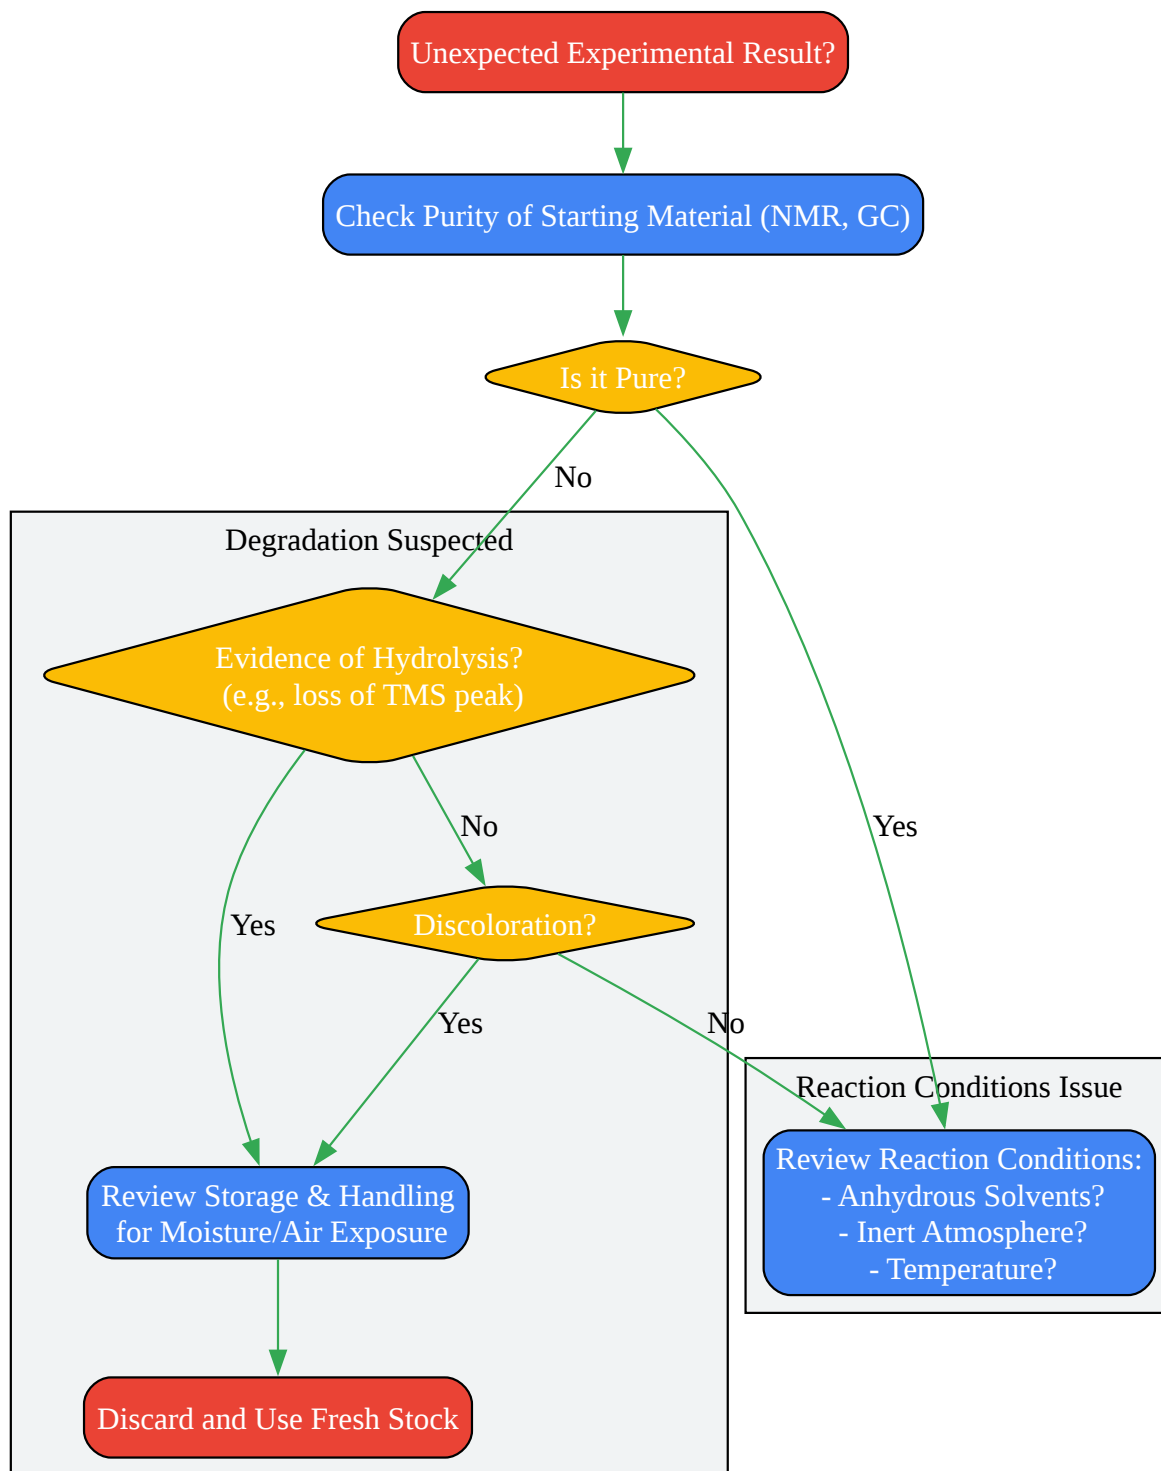 Unexpected Experimental Result?
Check Purity of Starting Material (NMR, GC)
Is it Pure?
No
Degradation Suspected
Evidence of Hydrolysis?
(e.g., loss of TMS peak)
No
Yes
Yes
Discoloration?
Yes
No
Reaction Conditions Issue
Review Reaction Conditions:
- Anhydrous Solvents?
- Inert Atmosphere?
- Temperature?
Review Storage & Handling
for Moisture/Air Exposure
Discard and Use Fresh Stock